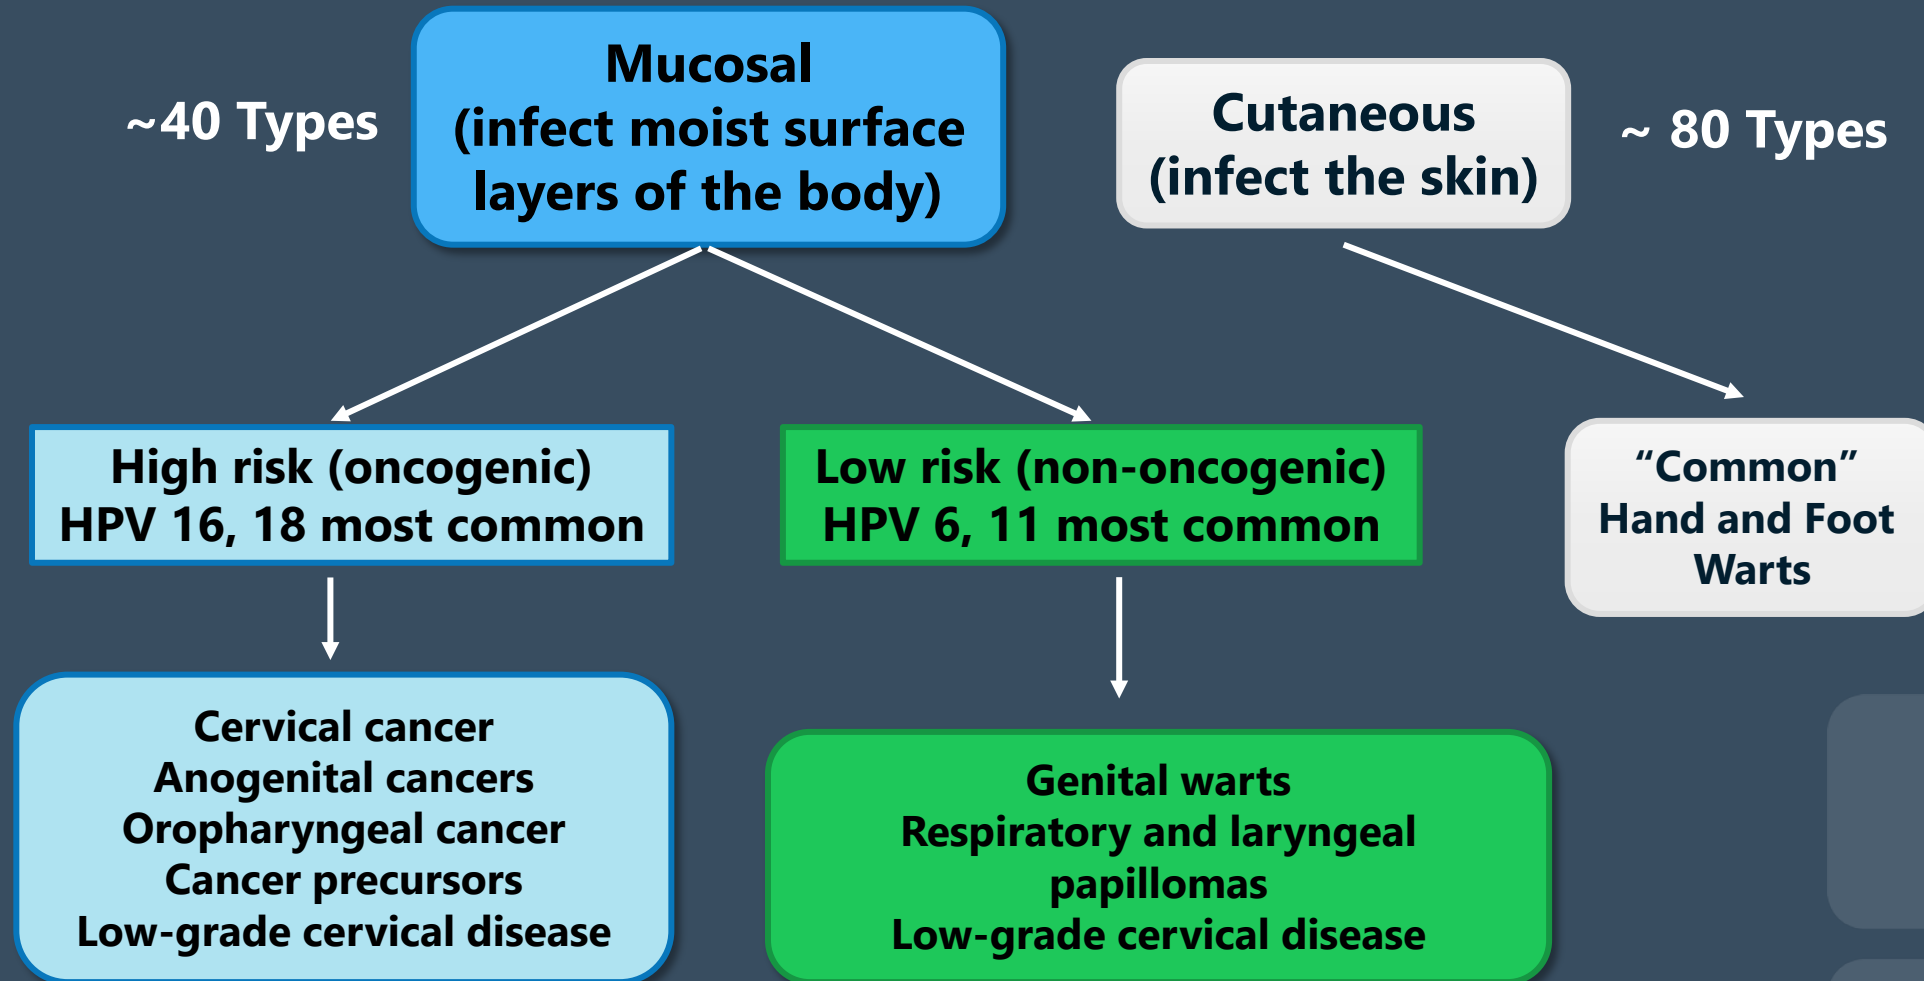 ~40 Types
Mucosal
(infect moist surface
layers of the body)
Cutaneous
(infect the skin)
~ 80 Types
High risk (oncogenic)
HPV 16, 18 most common
Low risk (non-oncogenic)
HPV 6, 11 most common
“Common”
Hand and Foot
Warts
Cervical cancer
Anogenital cancers
Oropharyngeal cancer
Cancer precursors
Low-grade cervical disease
Genital warts
Respiratory and laryngeal
papillomas
Low-grade cervical disease